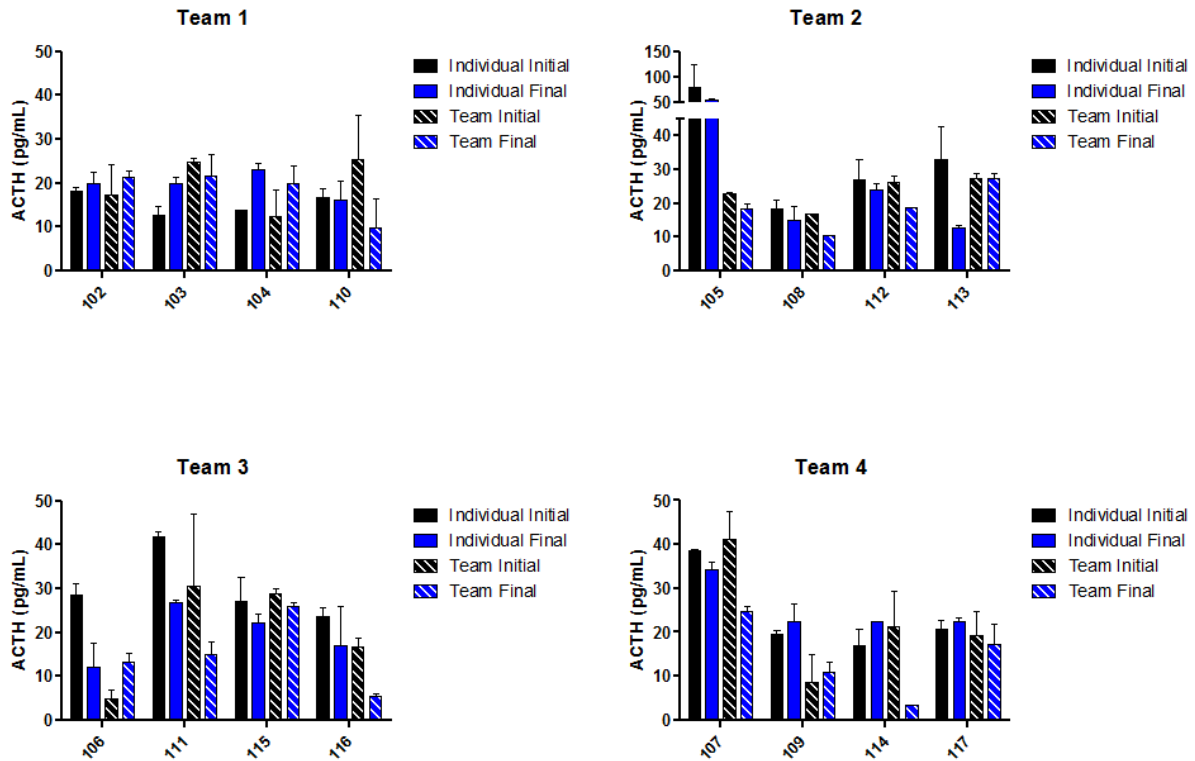 Team 1
ACTH (pg/mL)
50
40
30
20
10
0
102
103
104
110
Individual Initial
Individual Final
Team Initial
Team Final
Team 2
ACTH (pg/mL)
150
100
50
40
30
20
10
0
105
108
112
113
Individual Initial
Individual Final
Team Initial
Team Final
Team 3
ACTH (pg/mL)
50
40
30
20
10
0
106
111
115
116
Individual Initial
Individual Final
Team Initial
Team Final
Team 4
ACTH (pg/mL)
50
40
30
20
10
0
107
109
114
117
Individual Initial
Individual Final
Team Initial
Team Final